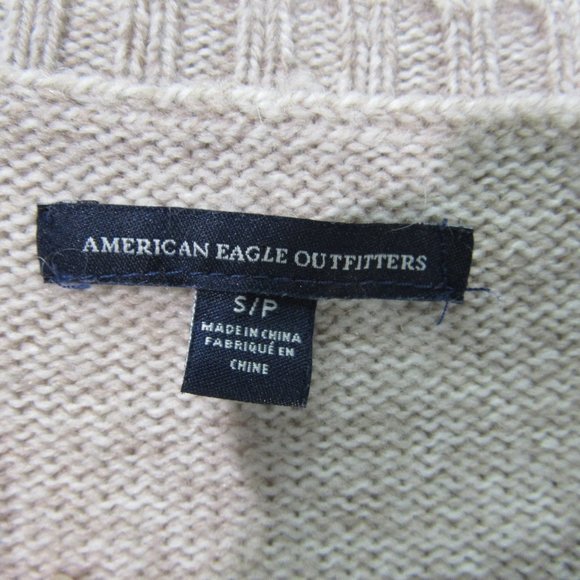 AMERICAN EAGLE OUTFITTERS
S/P
MADE IN CHINA
FABRIQUÉ EN
CHINE